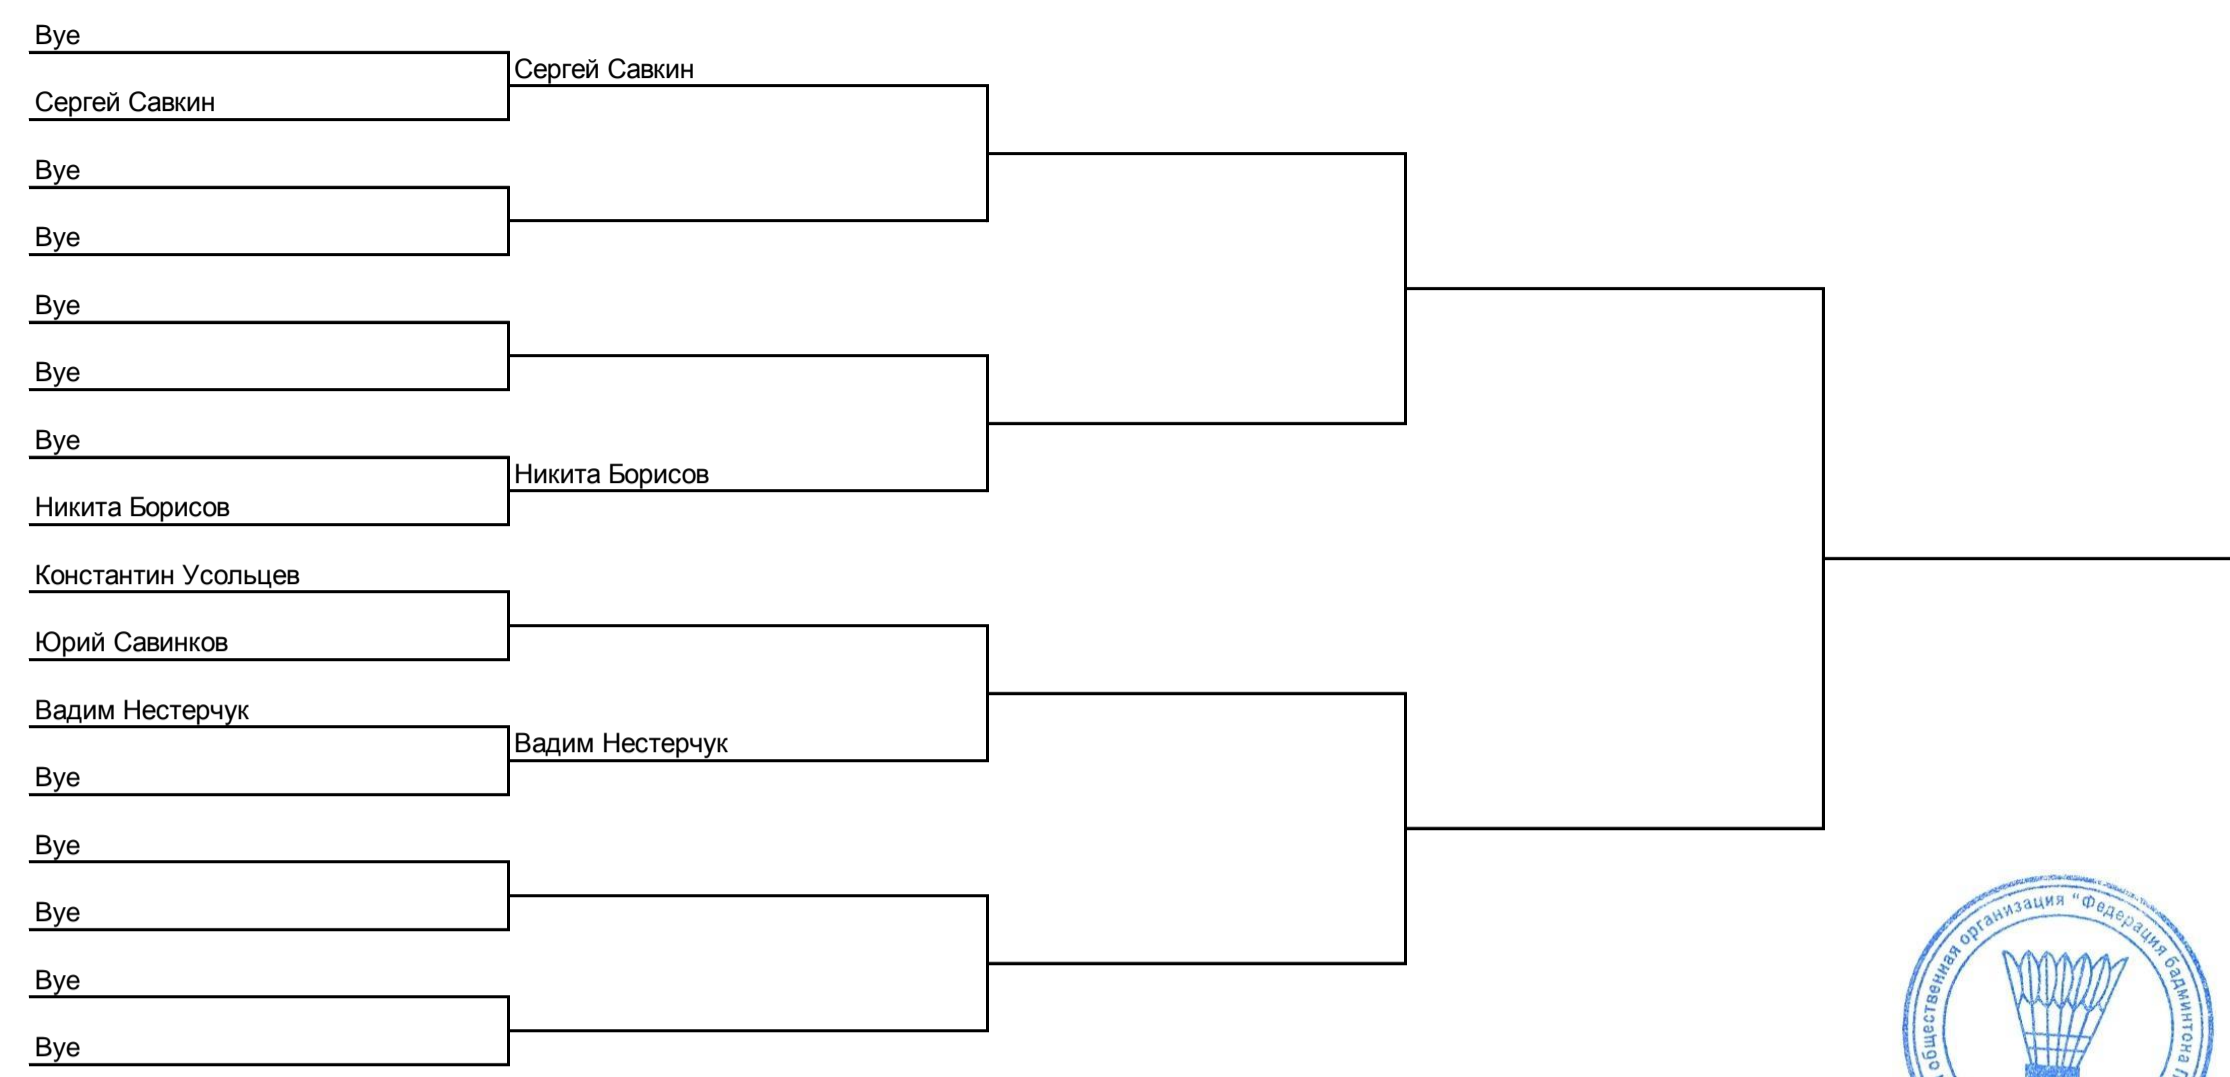 Bye
Сергей Савкин
Сергей Савкин
Bye
Bye
Bye
Bye
Bye
Никита Борисов
Никита Борисов
Константин Усольцев
Юрий Савинков
Вадим Нестерчук
Вадим Нестерчук
Bye
Bye
Bye
Bye
Bye
общественная организация "Федерация бадминтона